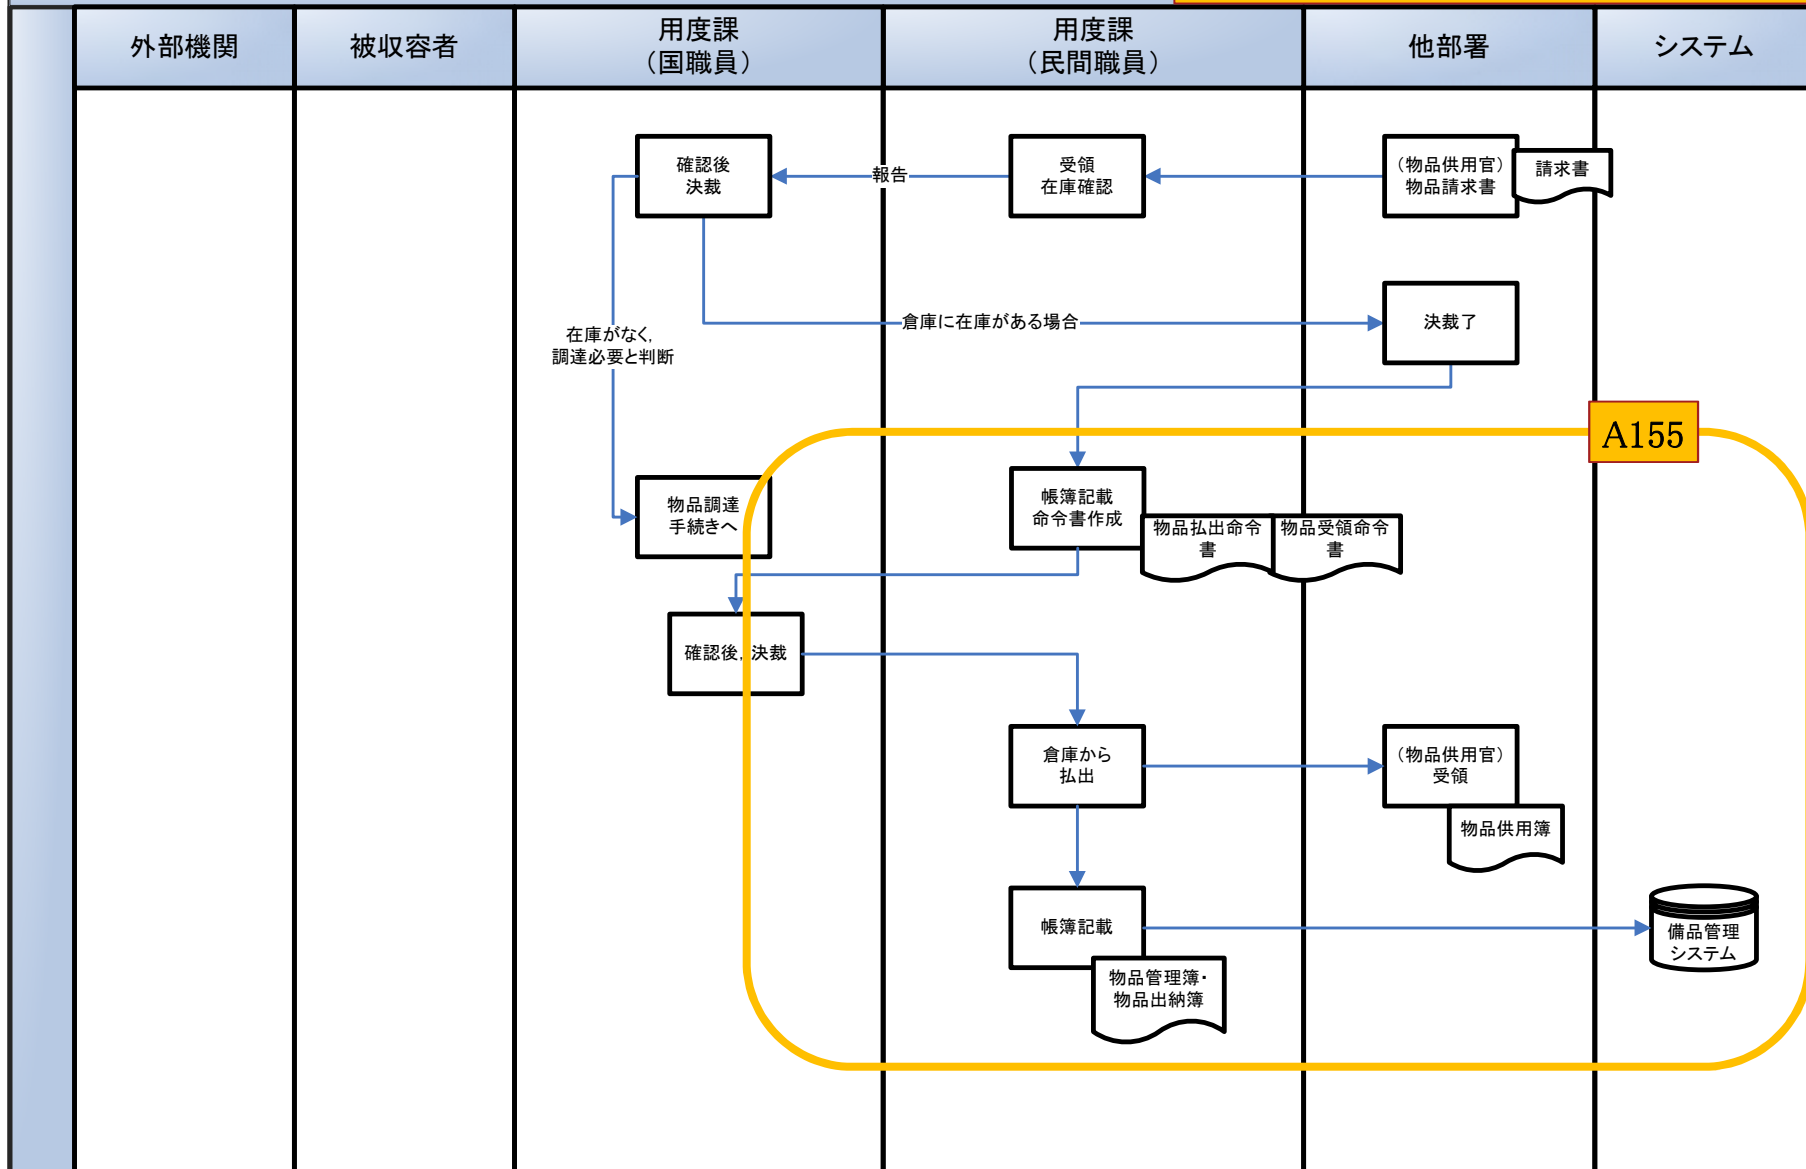 外部機関
被収容者
用度課
（国職員）
用度課
（民間職員）
他部署
システム
確認後
決裁
報告
受領
在庫確認
（物品供用官）
物品請求書
請求書
在庫がなく,
調達必要と判断
倉庫に在庫がある場合
決裁了
A155
物品調達
手続きへ
帳簿記載
命令書作成
物品払出命令
書
物品受領命令
書
確認後,決裁
倉庫から
払出
（物品供用官）
受領
物品供用簿
帳簿記載
物品管理簿・
物品出納簿
備品管理
システム